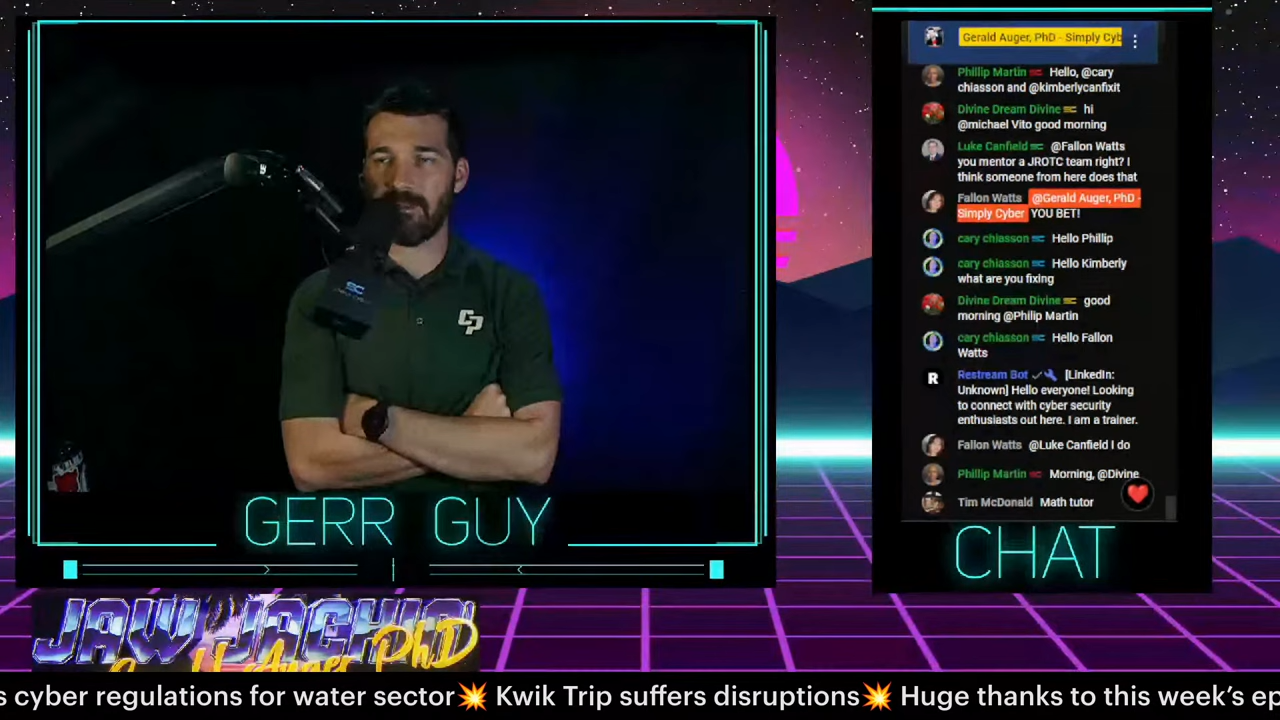 GERR GUY
Gerald Auger, PhD - Simply Cyb
Phillip Martin Hello, @cary
chiasson and @kimberlycanfixit
Divine Dream Divine hi
@michael Vito good morning
Luke Canfield @Fallon Watts
you mentor a JROTC team right? I
think someone from here does that
Fallon Watts @Gerald Auger, PhD -
Simply Cyber YOU BET!
cary chiasson Hello Phillip
cary chiasson Hello Kimberly
what are you fixing
Divine Dream Divine good
morning @Philip Martin
cary chiasson Hello Fallon
Watts
R Restream Bot [LinkedIn:
Unknown] Hello everyone! Looking
to connect with cyber security
enthusiasts out here. I am a trainer.
Fallon Watts @Luke Canfield I do
Phillip Martin Morning, @Divine
Tim McDonald Math tutor
CHAT
SC
CP
JAW JACKIN'
PhD
s cyber regulations for water sector💥 Kwik Trip suffers disruptions💥 Huge thanks to this week's ep